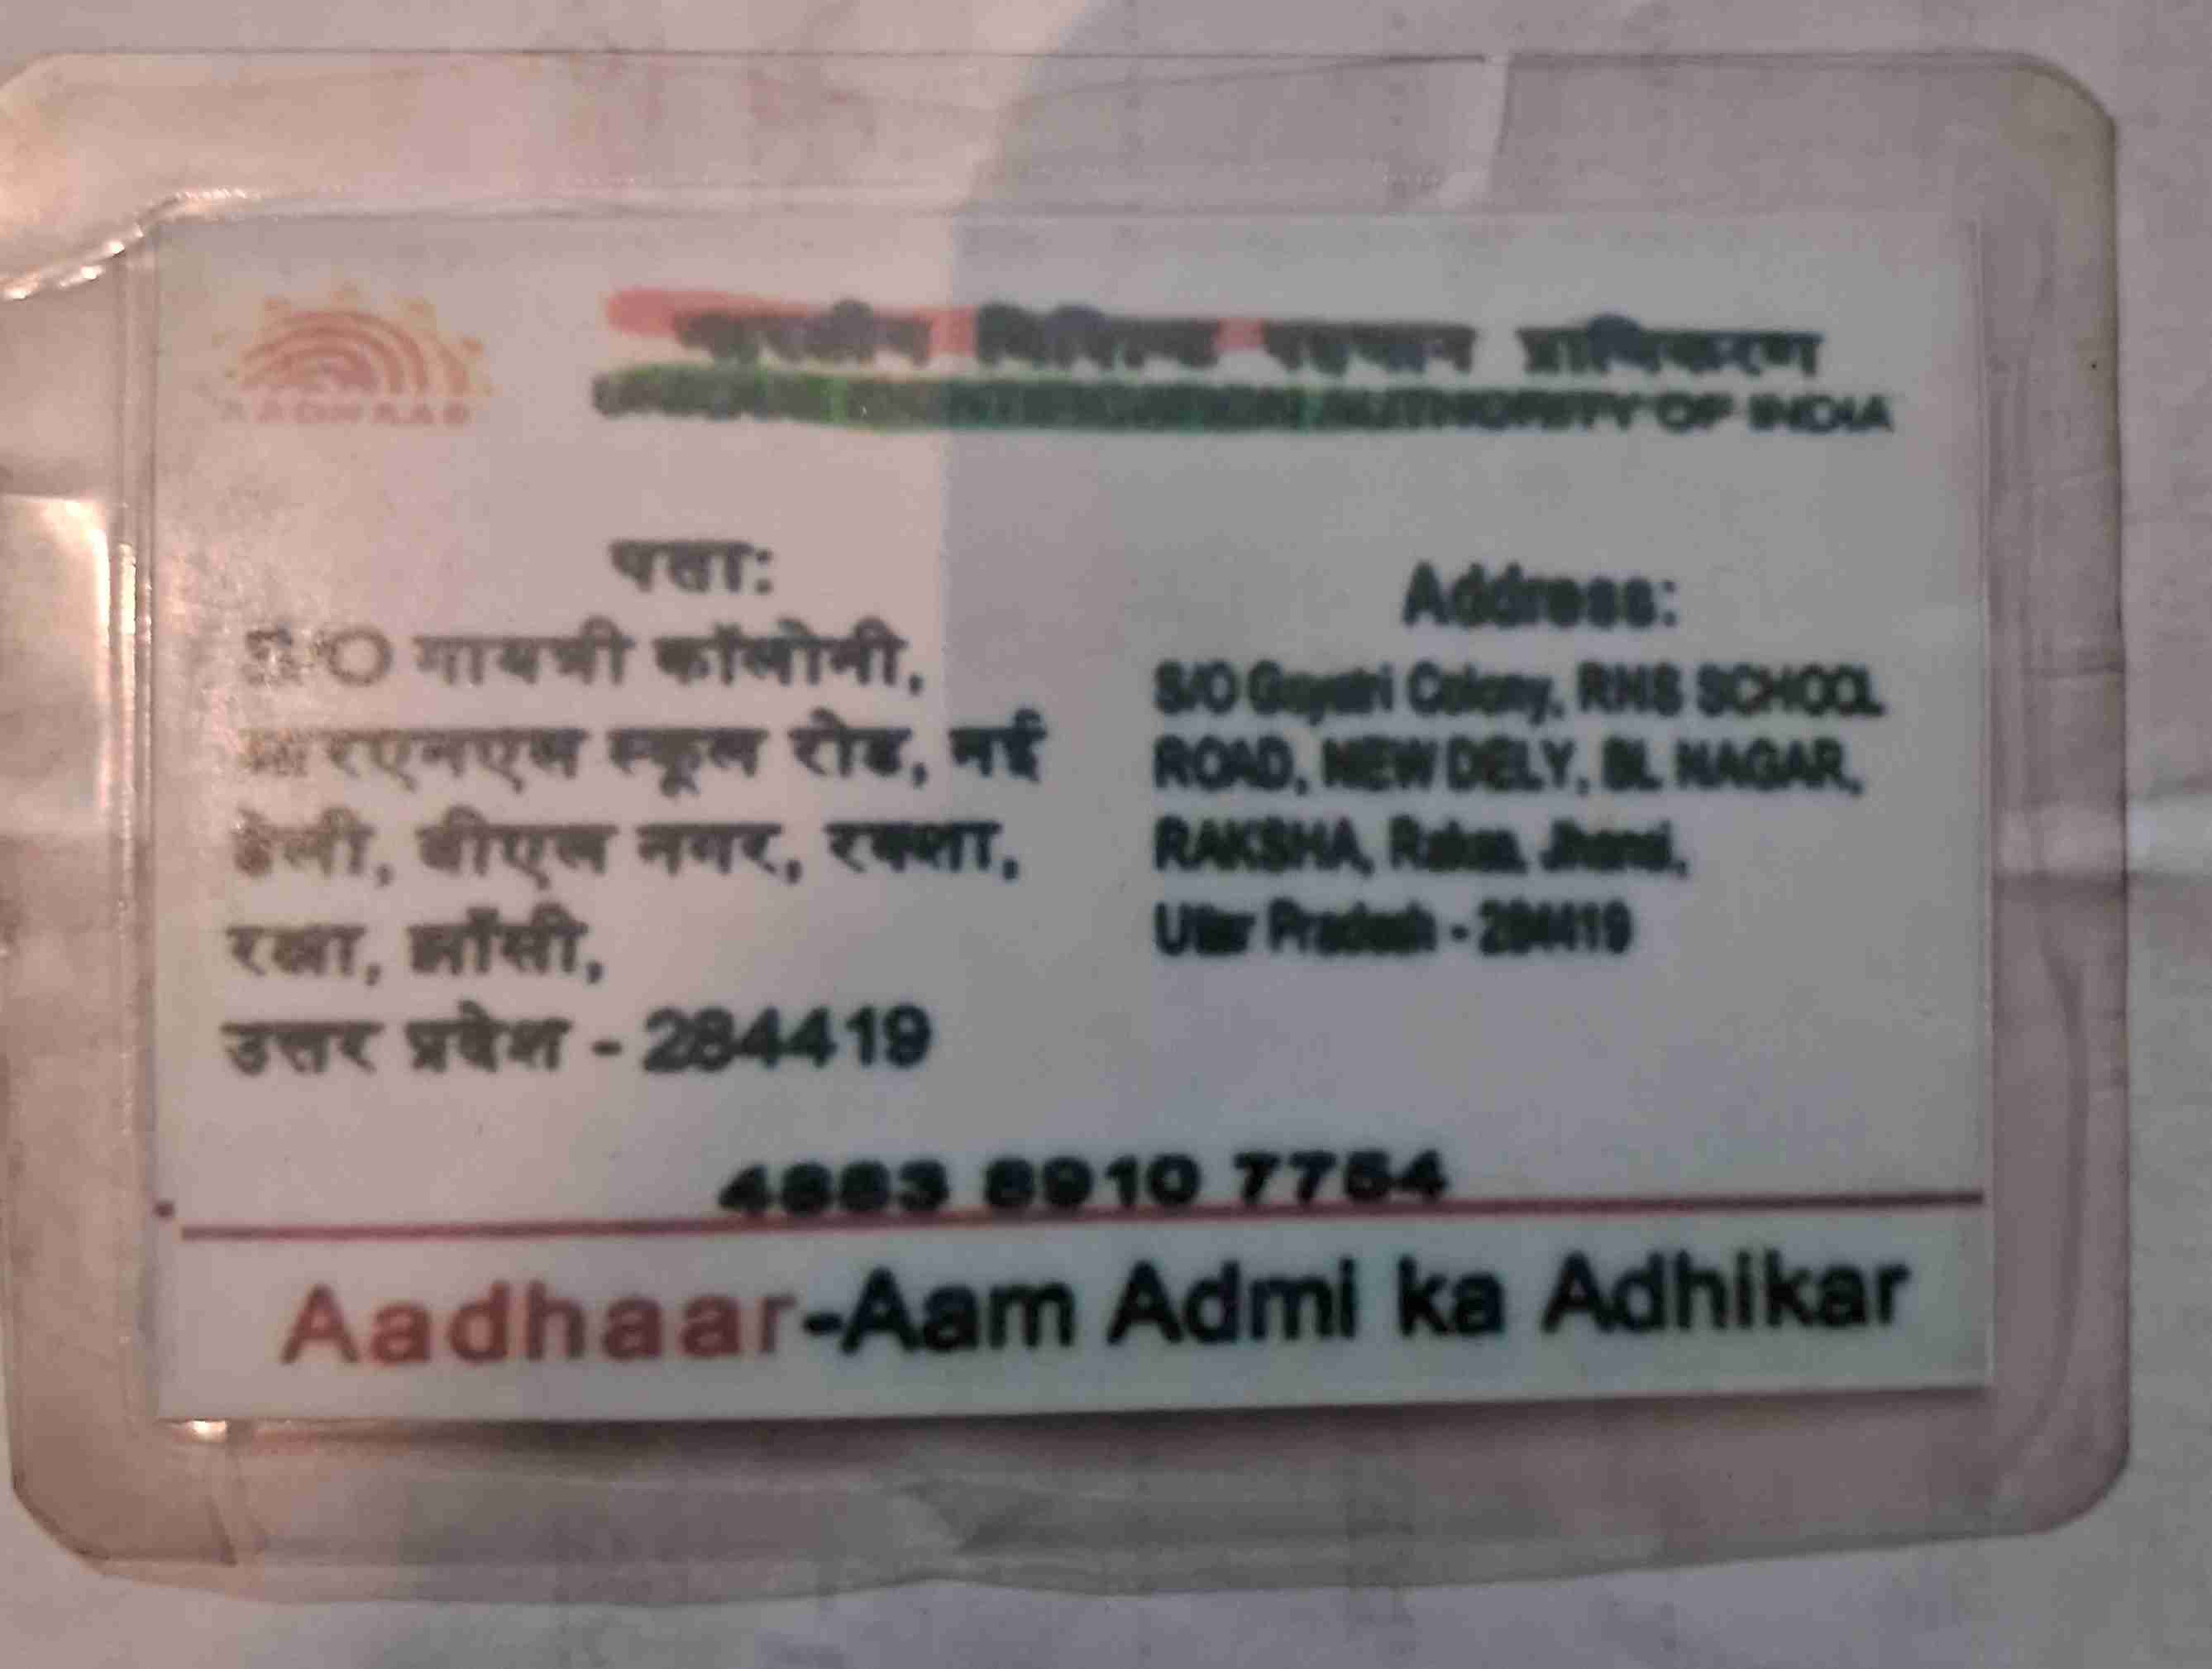 AADHAAR
भारतीय विशिष्ट पहचान प्राधिकरण
UNIQUE IDENTIFICATION AUTHORITY OF INDIA
पता:
S/O गायत्री कॉलोनी,
आरएनएस स्कूल रोड, नई
डेली, बीएल नगर, रक्शा,
रक्सा, झाँसी,
उत्तर प्रदेश - 284419
Address:
S/O Gayatri Colony, RNS SCHOOL
ROAD, NEW DELY, BL NAGAR,
RAKSHA, Raksa, Jhansi,
Uttar Pradesh - 284419
8910
Aadhaar-Aam Admi ka Adhikar